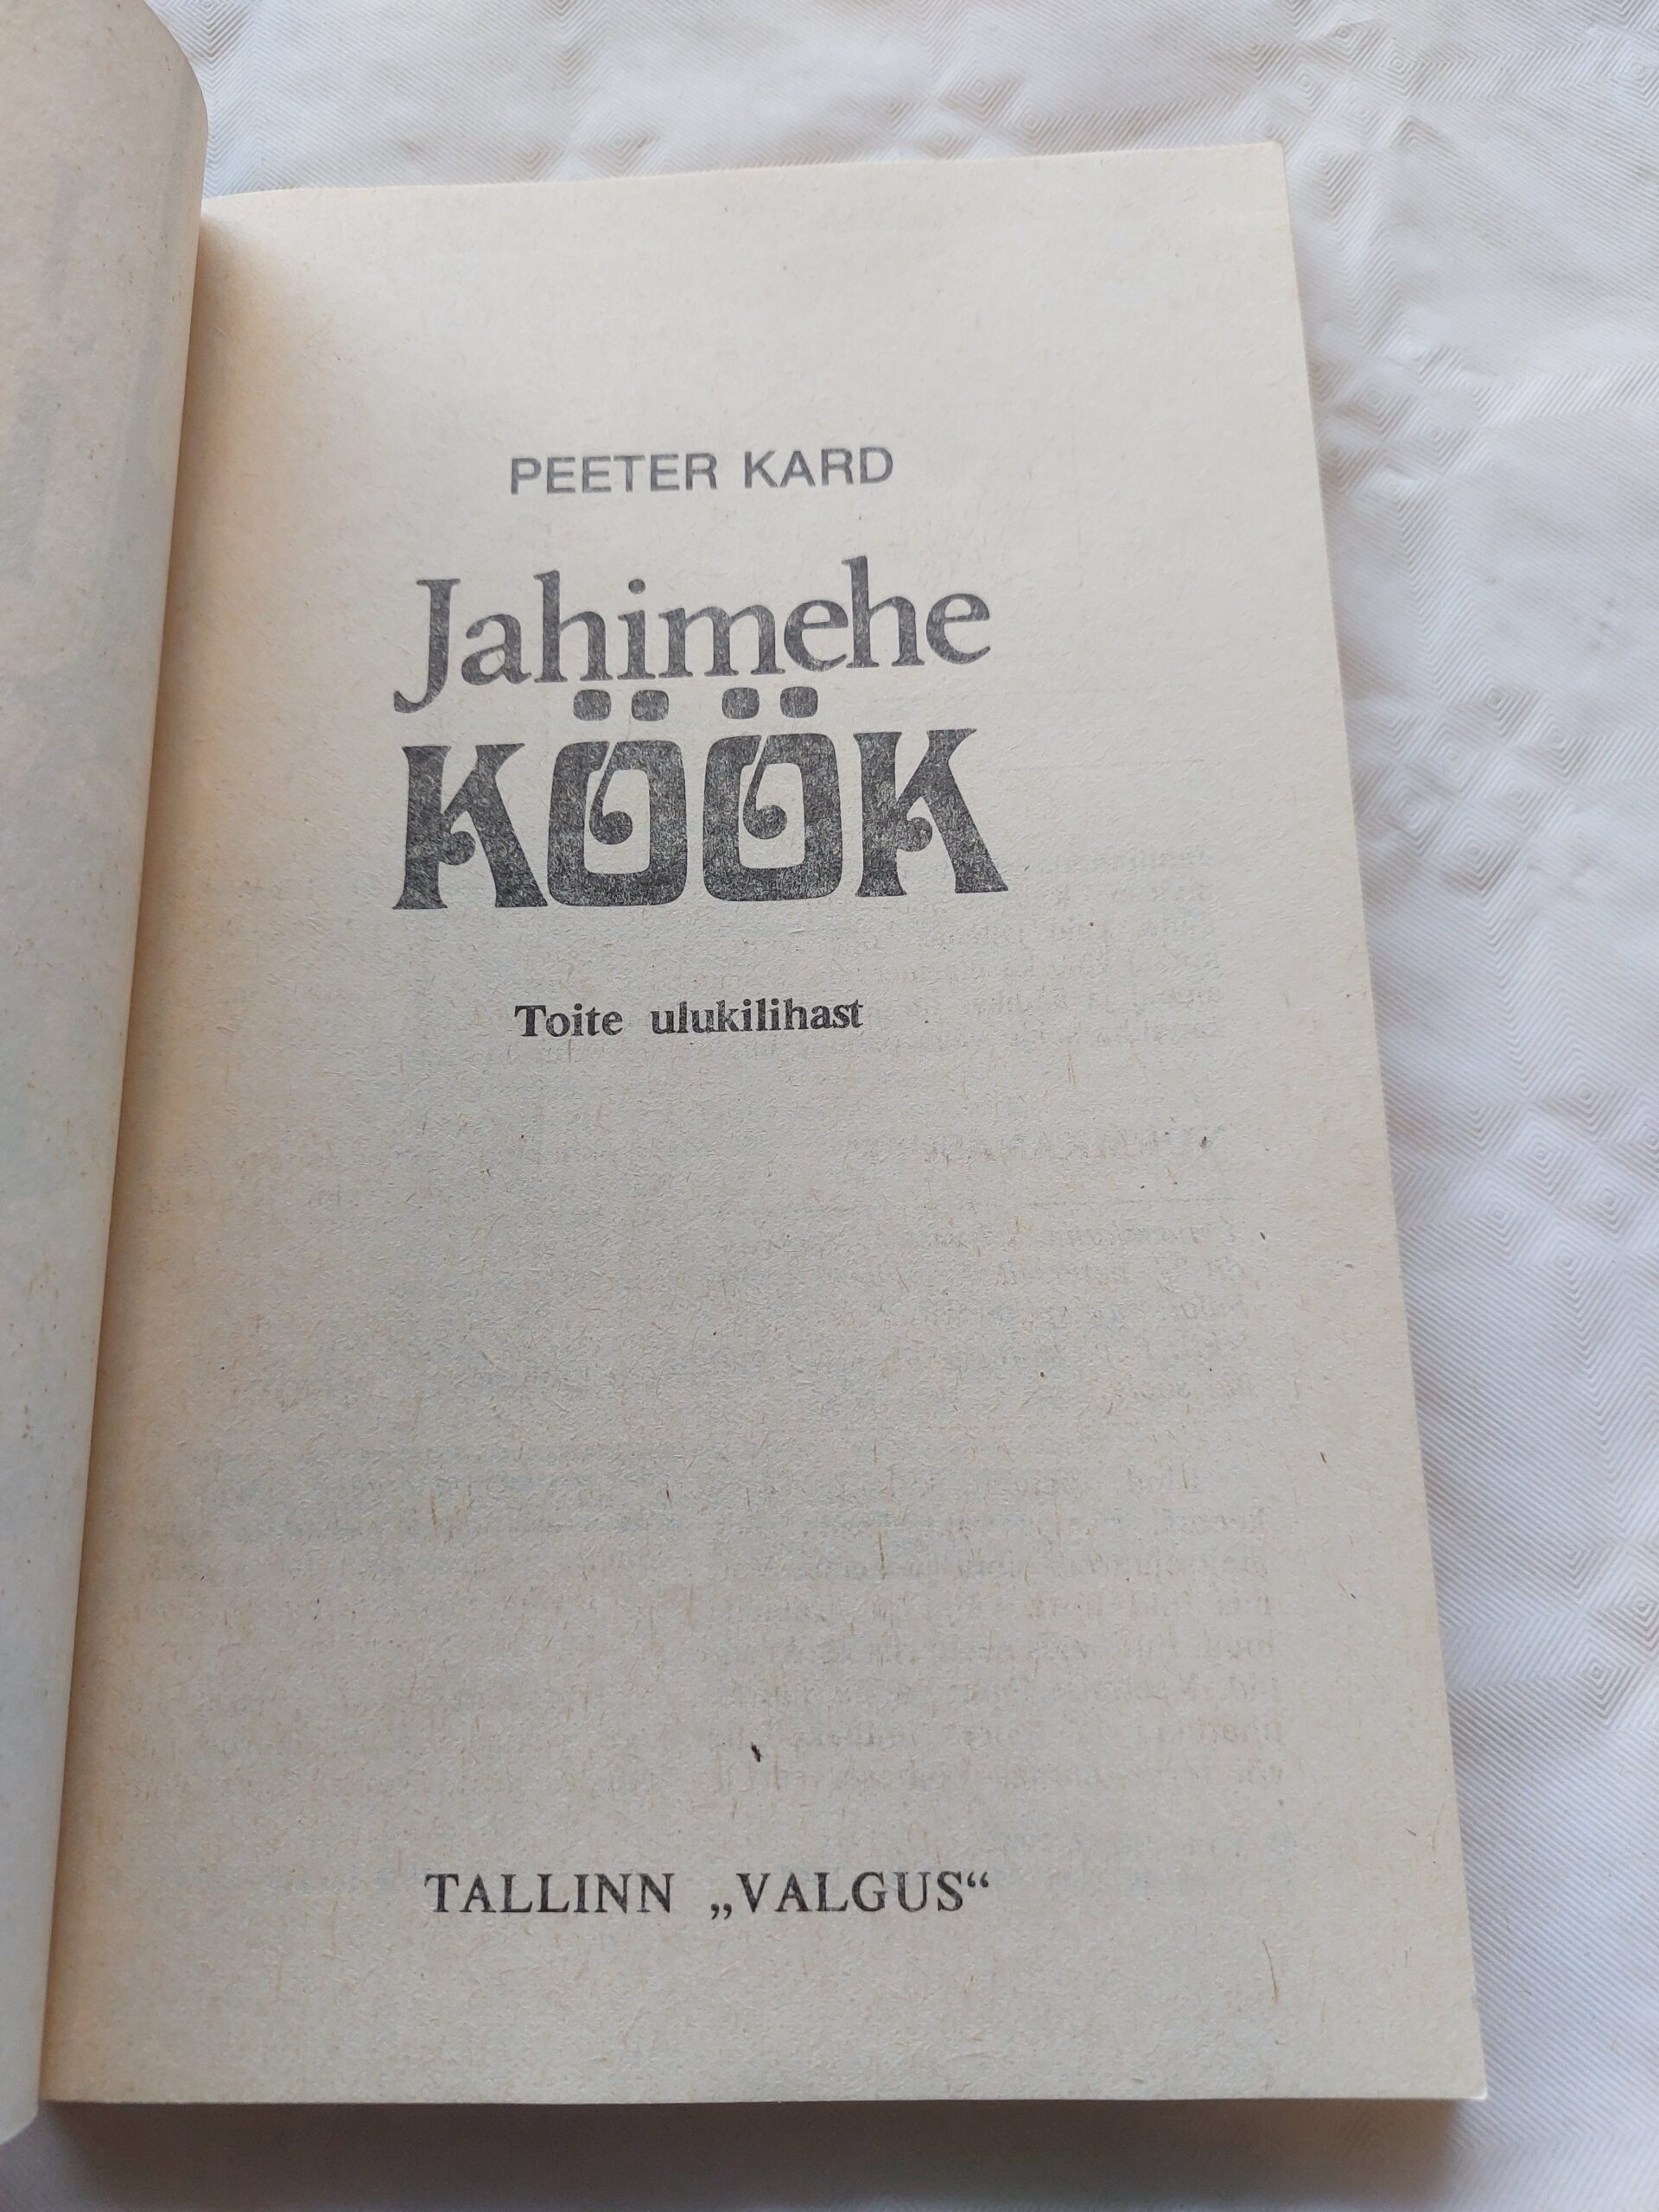 PEETER KARD
Jahimehe
KÖÖK
Toite ulukilihast
TALLINN „VALGUS“